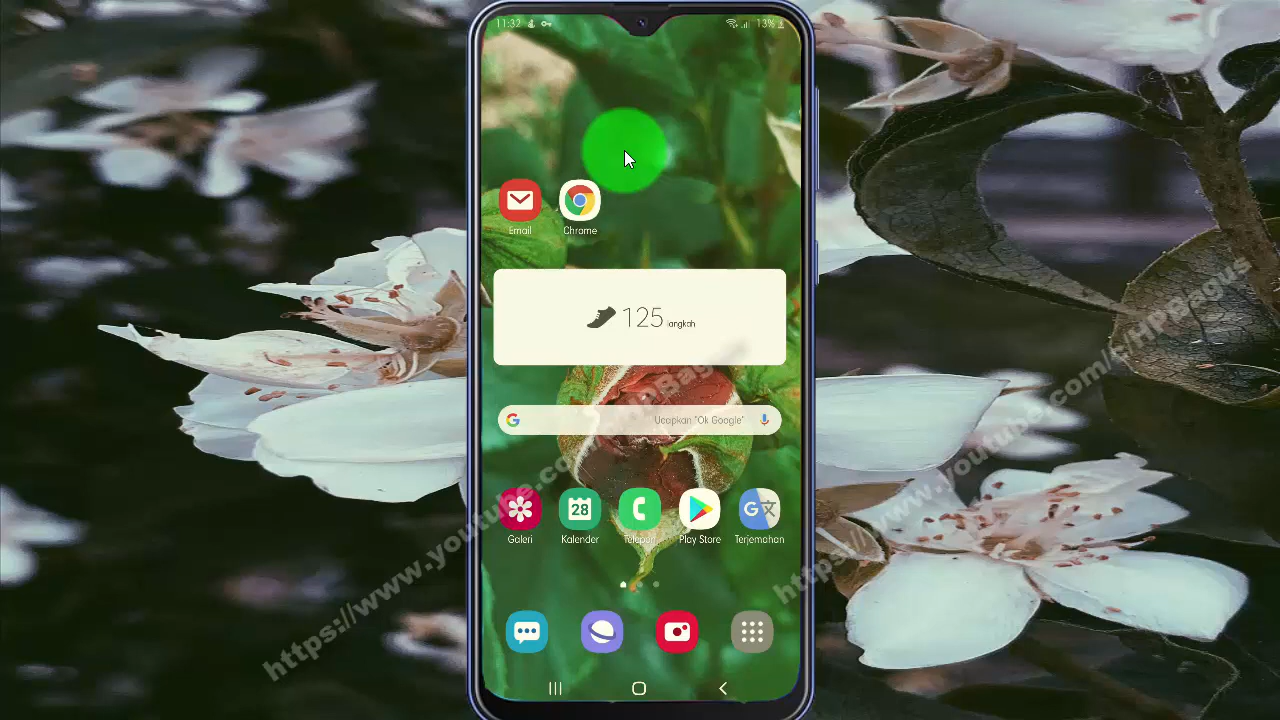 11:32
13%
Email
Chrome
125 langkah
Ucapkan "Ok Google"
28
Galeri
Kalender
Telepon
Play Store
Terjemahan
https://www.youtube.com/c/HPBagus
https://www.youtube.com/c/HPBagus